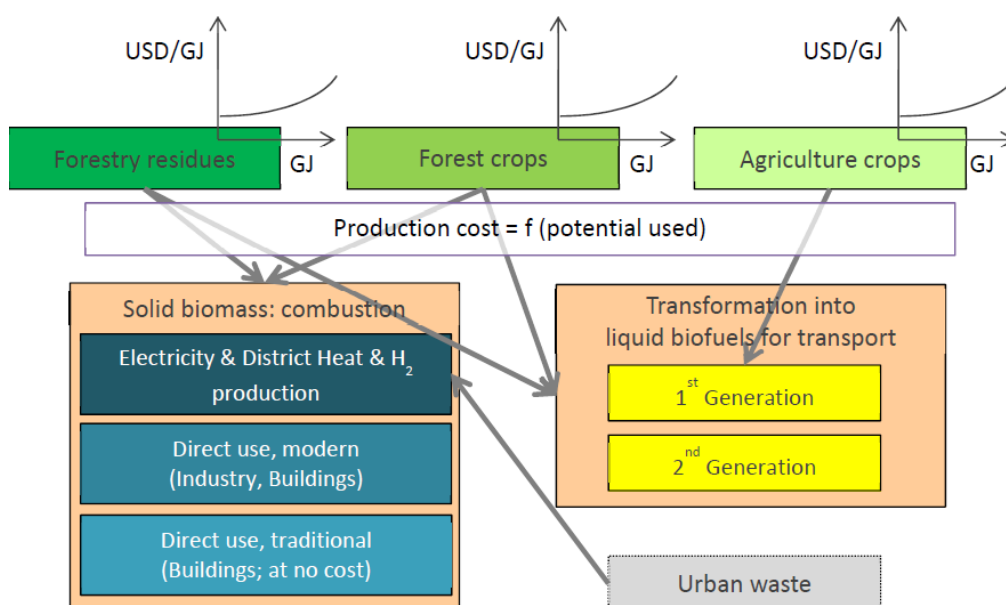 USD/GJ
USD/GJ
USD/GJ
Forestry residues
GJ
Forest crops
GJ
Agriculture crops
GJ
Production cost = f (potential used)
Solid biomass: combustion
Electricity & District Heat & H₂
production
Direct use, modern
(Industry, Buildings)
Direct use, traditional
(Buildings; at no cost)
Transformation into
liquid biofuels for transport
1st Generation
2nd Generation
Urban waste